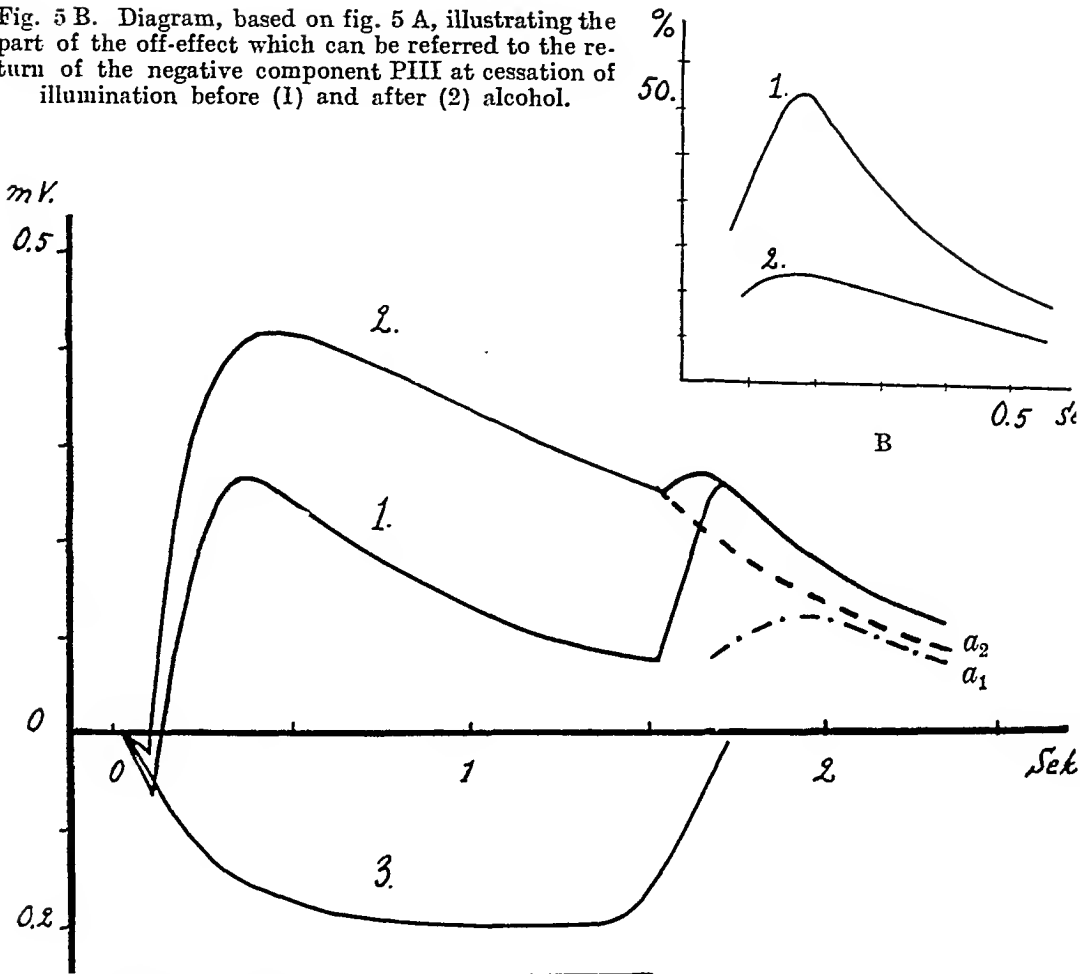 Fig. 5 B. Diagram, based on fig. 5 A, illustrating the
part of the off-effect which can be referred to the re-
turn of the negative component PIII at cessation of
illumination before (1) and after (2) alcohol.
%
50.
1.
2.
0.5
B
mV.
0.5
2.
1.
a2
a1
0
0
1
2
Sek
3.
0.2